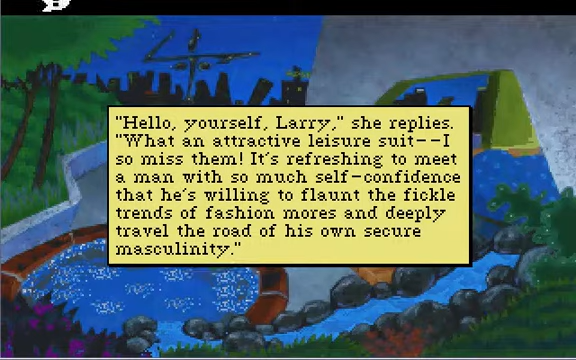 "Hello, yourself, Larry," she replies.
"What an attractive leisure suit--I
so miss them! It's refreshing to meet
a man with so much self-confidence
that he's willing to flaunt the fickle
trends of fashion mores and deeply
travel the road of his own secure
masculinity."